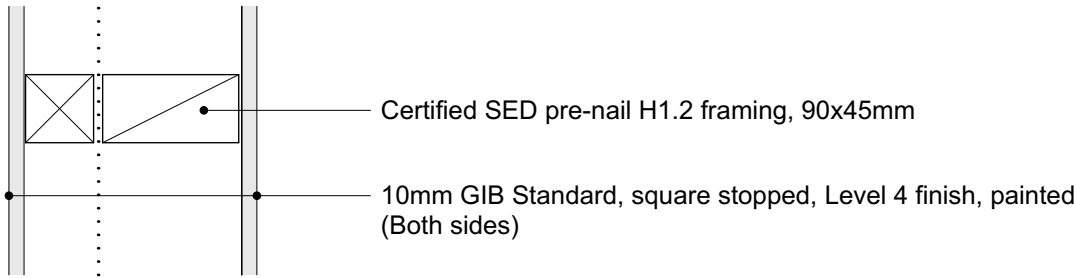 Certified SED pre-nail H1.2 framing, 90x45mm
10mm GIB Standard, square stopped, Level 4 finish, painted
(Both sides)